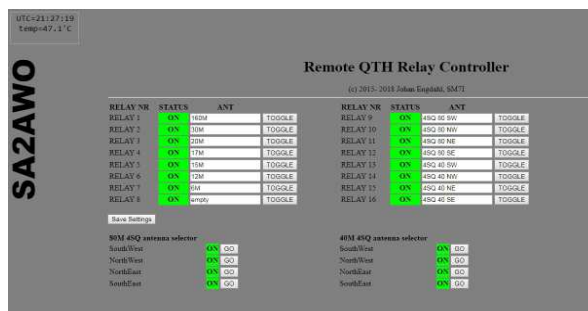 UTC=21:27:19
temp=47.1'C
SA2AWO
Remote QTH Relay Controller
(c) 2015- 2018 Johan Engdahl, SM7I
RELAY NR STATUS ANT
RELAY 1 ON 160M TOGGLE
RELAY 2 ON 30M TOGGLE
RELAY 3 ON 20M TOGGLE
RELAY 4 ON 17M TOGGLE
RELAY 5 ON 15M TOGGLE
RELAY 6 ON 12M TOGGLE
RELAY 7 ON 6M TOGGLE
RELAY 8 ON empty TOGGLE
RELAY NR STATUS ANT
RELAY 9 ON 4SQ 80 SW TOGGLE
RELAY 10 ON 4SQ 80 NW TOGGLE
RELAY 11 ON 4SQ 80 NE TOGGLE
RELAY 12 ON 4SQ 80 SE TOGGLE
RELAY 13 ON 4SQ 40 SW TOGGLE
RELAY 14 ON 4SQ 40 NW TOGGLE
RELAY 15 ON 4SQ 40 NE TOGGLE
RELAY 16 ON 4SQ 40 SE TOGGLE
Save Settings
80M 4SQ antenna selector
SouthWest ON GO
NorthWest ON GO
NorthEast ON GO
SouthEast ON GO
40M 4SQ antenna selector
SouthWest ON GO
NorthWest ON GO
NorthEast ON GO
SouthEast ON GO